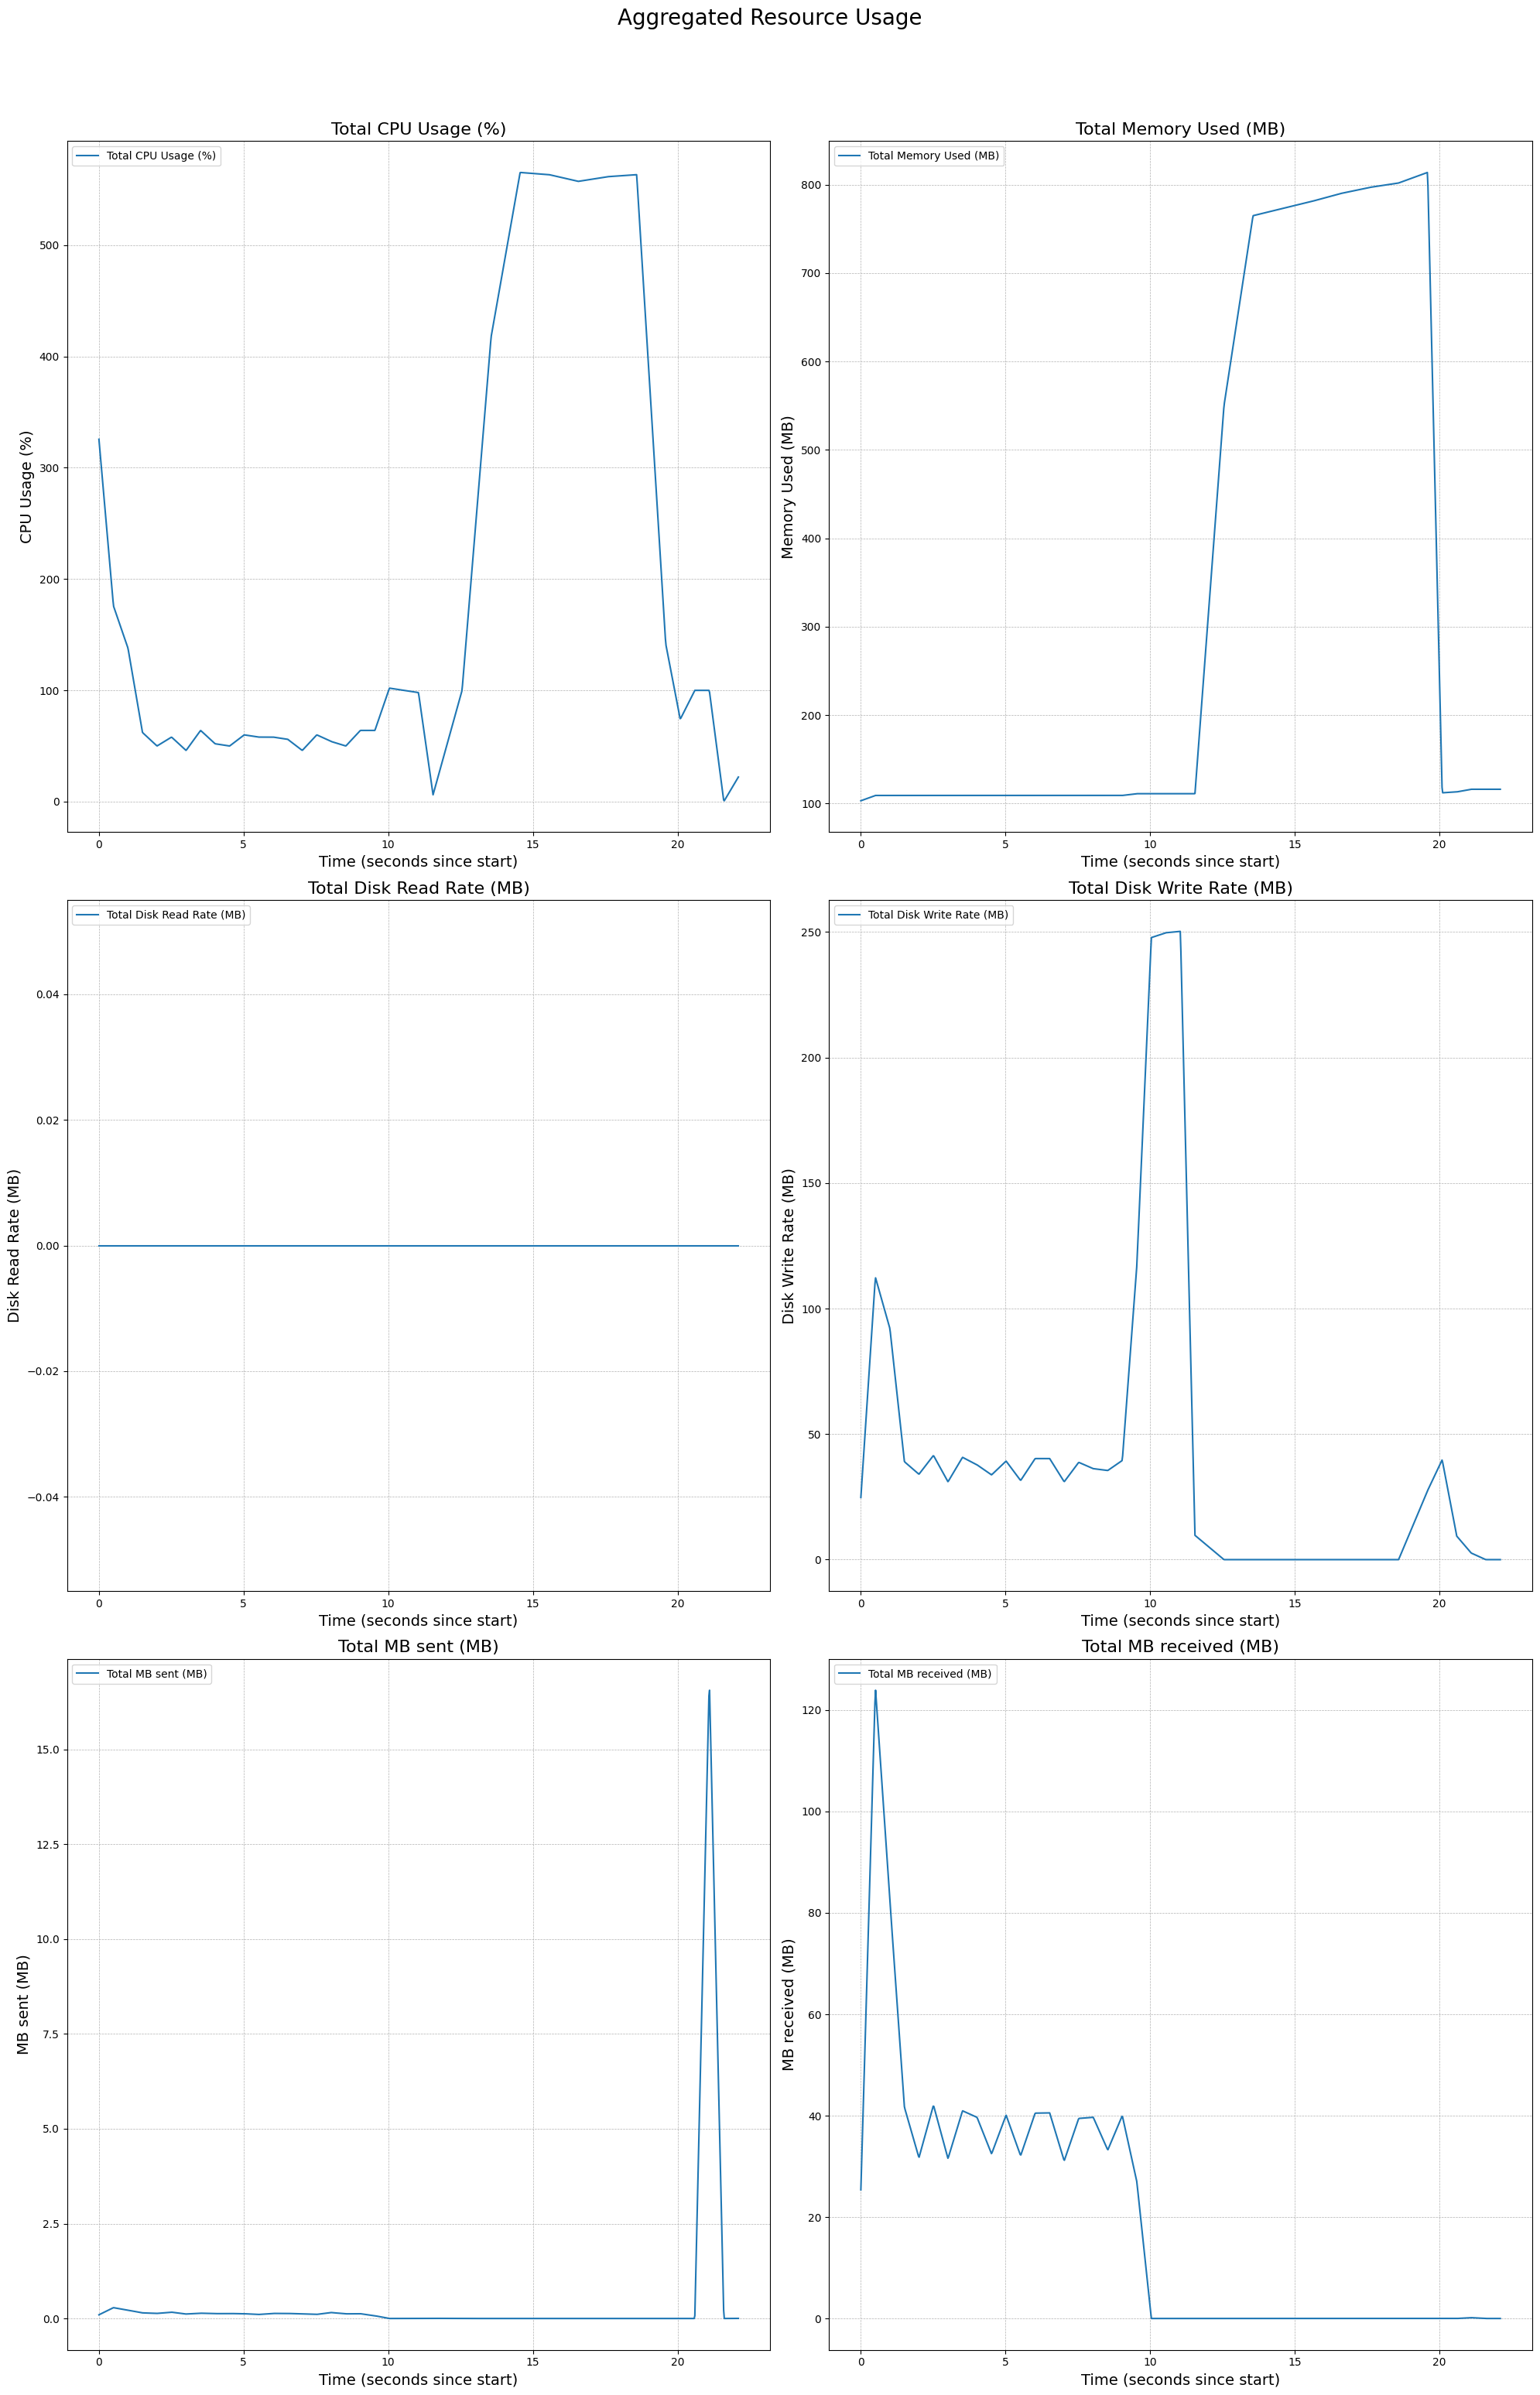 Aggregated Resource Usage
Total CPU Usage (%)
Total CPU Usage (%)
CPU Usage (%)
500
400
300
200
100
0
0 5 10 15 20
Time (seconds since start)
Total Memory Used (MB)
Total Memory Used (MB)
Memory Used (MB)
800
700
600
500
400
300
200
100
0 5 10 15 20
Time (seconds since start)
Total Disk Read Rate (MB)
Total Disk Read Rate (MB)
Disk Read Rate (MB)
0.04
0.02
0.00
−0.02
−0.04
0 5 10 15 20
Time (seconds since start)
Total Disk Write Rate (MB)
Total Disk Write Rate (MB)
Disk Write Rate (MB)
250
200
150
100
50
0
0 5 10 15 20
Time (seconds since start)
Total MB sent (MB)
Total MB sent (MB)
MB sent (MB)
15.0
12.5
10.0
7.5
5.0
2.5
0.0
0 5 10 15 20
Time (seconds since start)
Total MB received (MB)
Total MB received (MB)
MB received (MB)
120
100
80
60
40
20
0
0 5 10 15 20
Time (seconds since start)